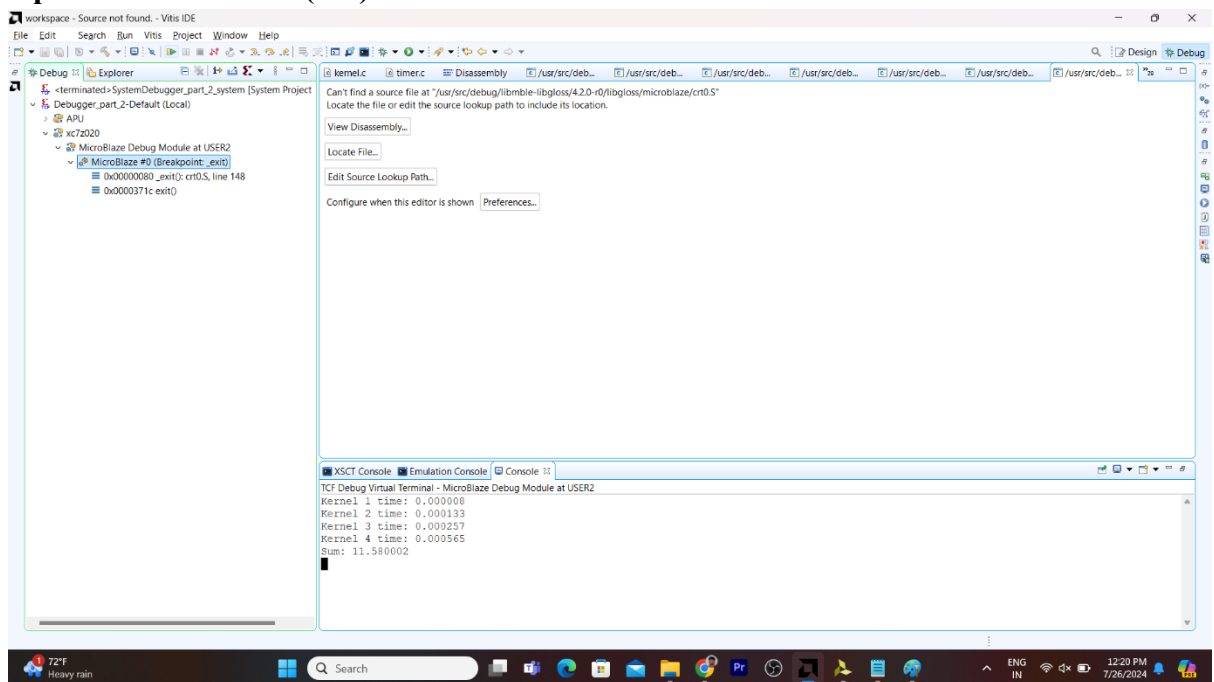 workspace - Source not found. - Vitis IDE
File Edit Search Run Vitis Project Window Help
Design Debug
Debug Explorer
<terminated>SystemDebugger_part_2_system [System Project
Debugger_part_2-Default (Local)
APU
xc7z020
MicroBlaze Debug Module at USER2
MicroBlaze #0 (Breakpoint: _exit)
0x00000080 _exit(): crt0.S, line 148
0x0000371c exit()
kernel.c timer.c Disassembly /usr/src/deb... /usr/src/deb... /usr/src/deb... /usr/src/deb... /usr/src/deb... /usr/src/deb... /usr/src/deb... »29
Can't find a source file at "/usr/src/debug/libmble-libgloss/4.2.0-r0/libgloss/microblaze/crt0.S"
Locate the file or edit the source lookup path to include its location.
View Disassembly...
Locate File...
Edit Source Lookup Path...
Configure when this editor is shown Preferences...
XSCT Console Emulation Console Console
TCF Debug Virtual Terminal - MicroBlaze Debug Module at USER2
Kernel 1 time: 0.000008
Kernel 2 time: 0.000133
Kernel 3 time: 0.000257
Kernel 4 time: 0.000565
Sum: 11.580002
1
72°F
Heavy rain
Search
Pr
ENG
IN
12:20 PM
7/26/2024